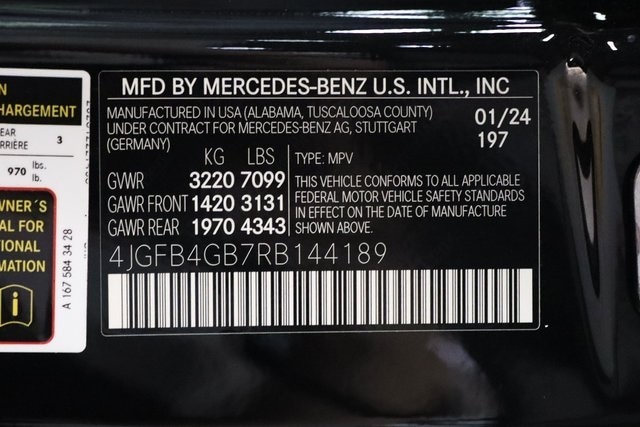 MFD BY MERCEDES-BENZ U.S. INTL., INC
MANUFACTURED IN USA (ALABAMA, TUSCALOOSA COUNTY)
UNDER CONTRACT FOR MERCEDES-BENZ AG, STUTTGART
(GERMANY)
01/24
197
KG LBS
GVWR 3220 7099
GAWR FRONT 1420 3131
GAWR REAR 1970 4343
TYPE: MPV
THIS VEHICLE CONFORMS TO ALL APPLICABLE
FEDERAL MOTOR VEHICLE SAFETY STANDARDS
IN EFFECT ON THE DATE OF MANUFACTURE
SHOWN ABOVE.
4JGFB4GB7RB144189
N
HARGEMENT
EAR 3
RRIÈRE
970 lbs.
lb.
WNER´S
AL FOR
TIONAL
MATION
i
A 167 584 34 28